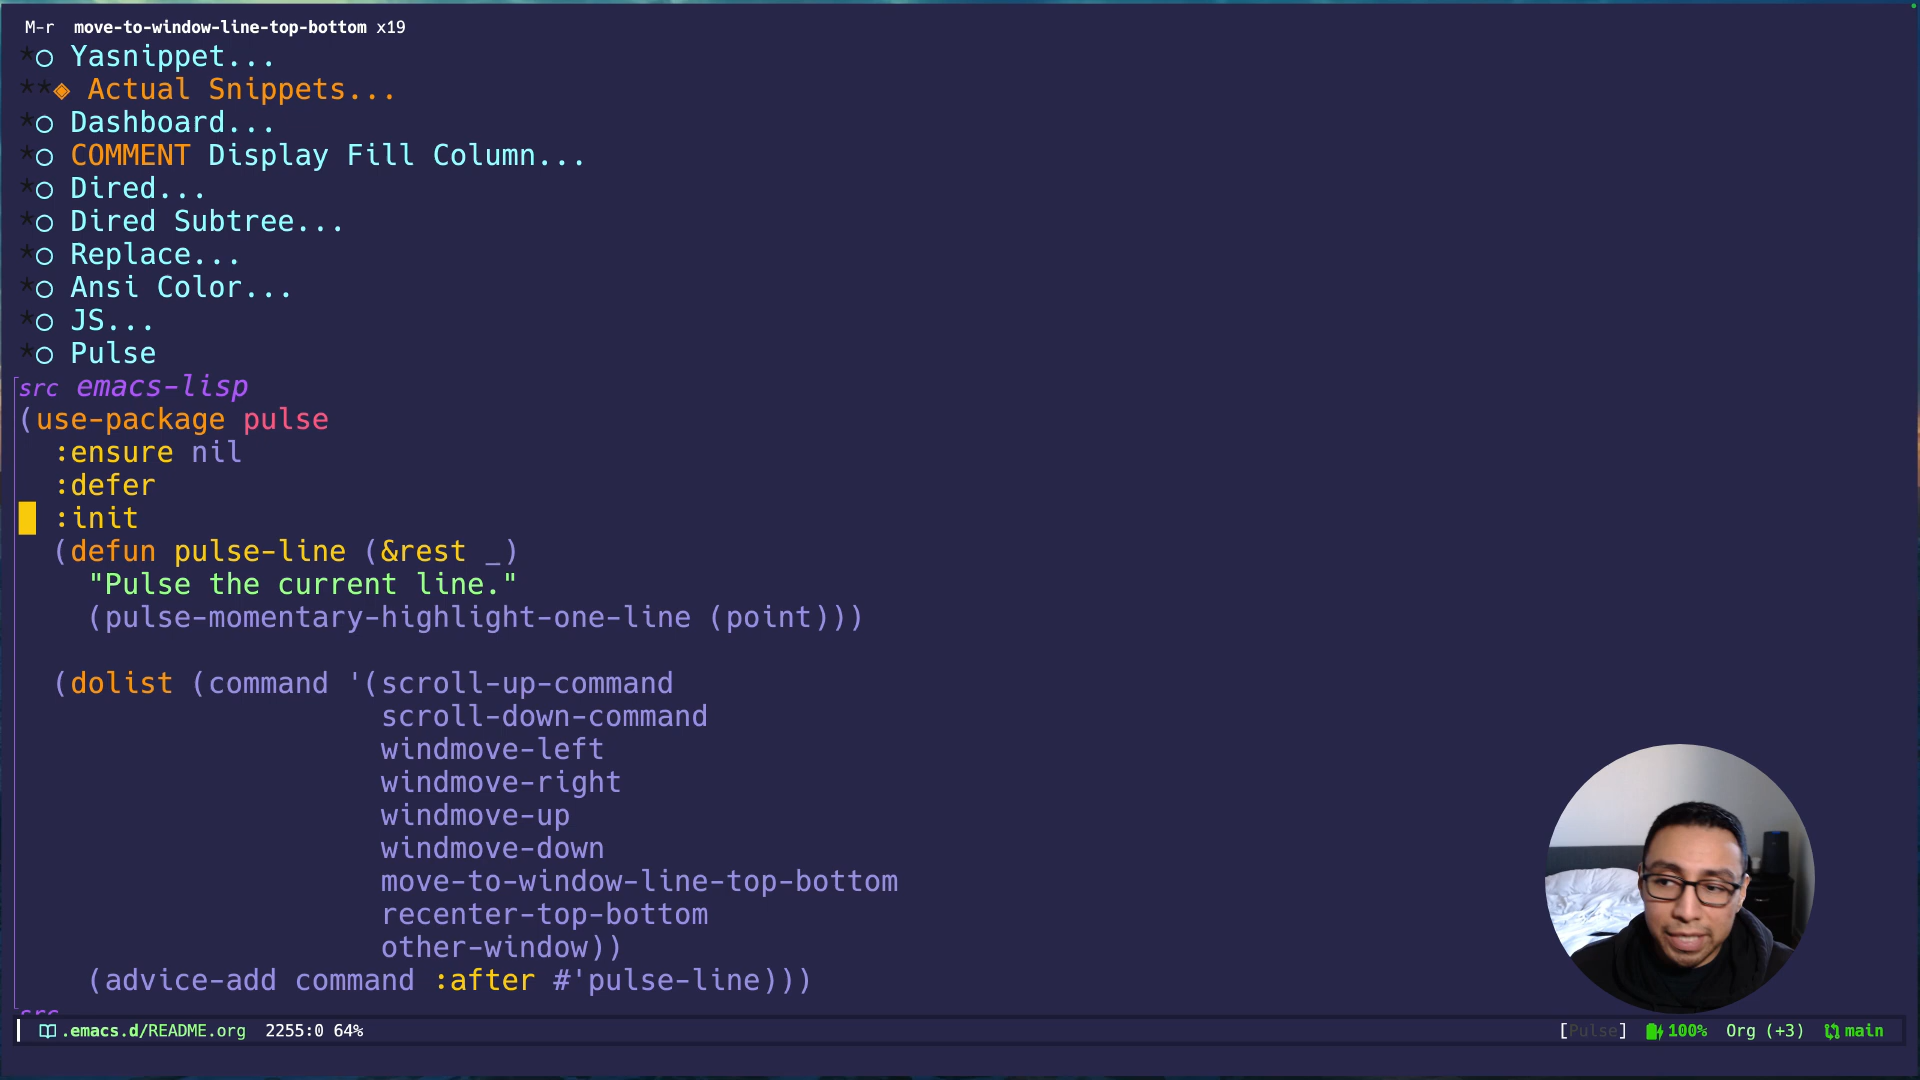 M-r move-to-window-line-top-bottom x19
*○ Yasnippet...
**◈ Actual Snippets...
*○ Dashboard...
*○ COMMENT Display Fill Column...
*○ Dired...
*○ Dired Subtree...
*○ Replace...
*○ Ansi Color...
*○ JS...
*○ Pulse
src emacs-lisp
(use-package pulse
  :ensure nil
  :defer
  :init
  (defun pulse-line (&rest _)
    "Pulse the current line."
    (pulse-momentary-highlight-one-line (point)))
  (dolist (command '(scroll-up-command
                     scroll-down-command
                     windmove-left
                     windmove-right
                     windmove-up
                     windmove-down
                     move-to-window-line-top-bottom
                     recenter-top-bottom
                     other-window))
    (advice-add command :after #'pulse-line)))
src
.emacs.d/README.org 2255:0 64% [Pulse] 100% Org (+3) main